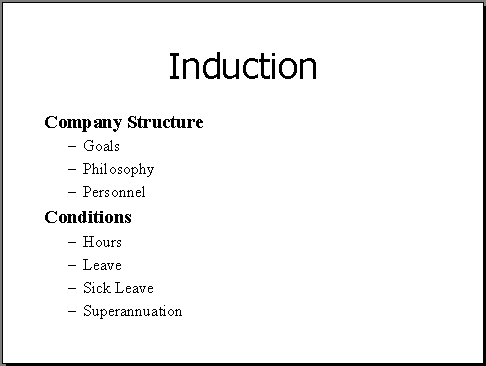 Induction
Company Structure
– Goals
– Philosophy
– Personnel
Conditions
– Hours
– Leave
– Sick Leave
– Superannuation